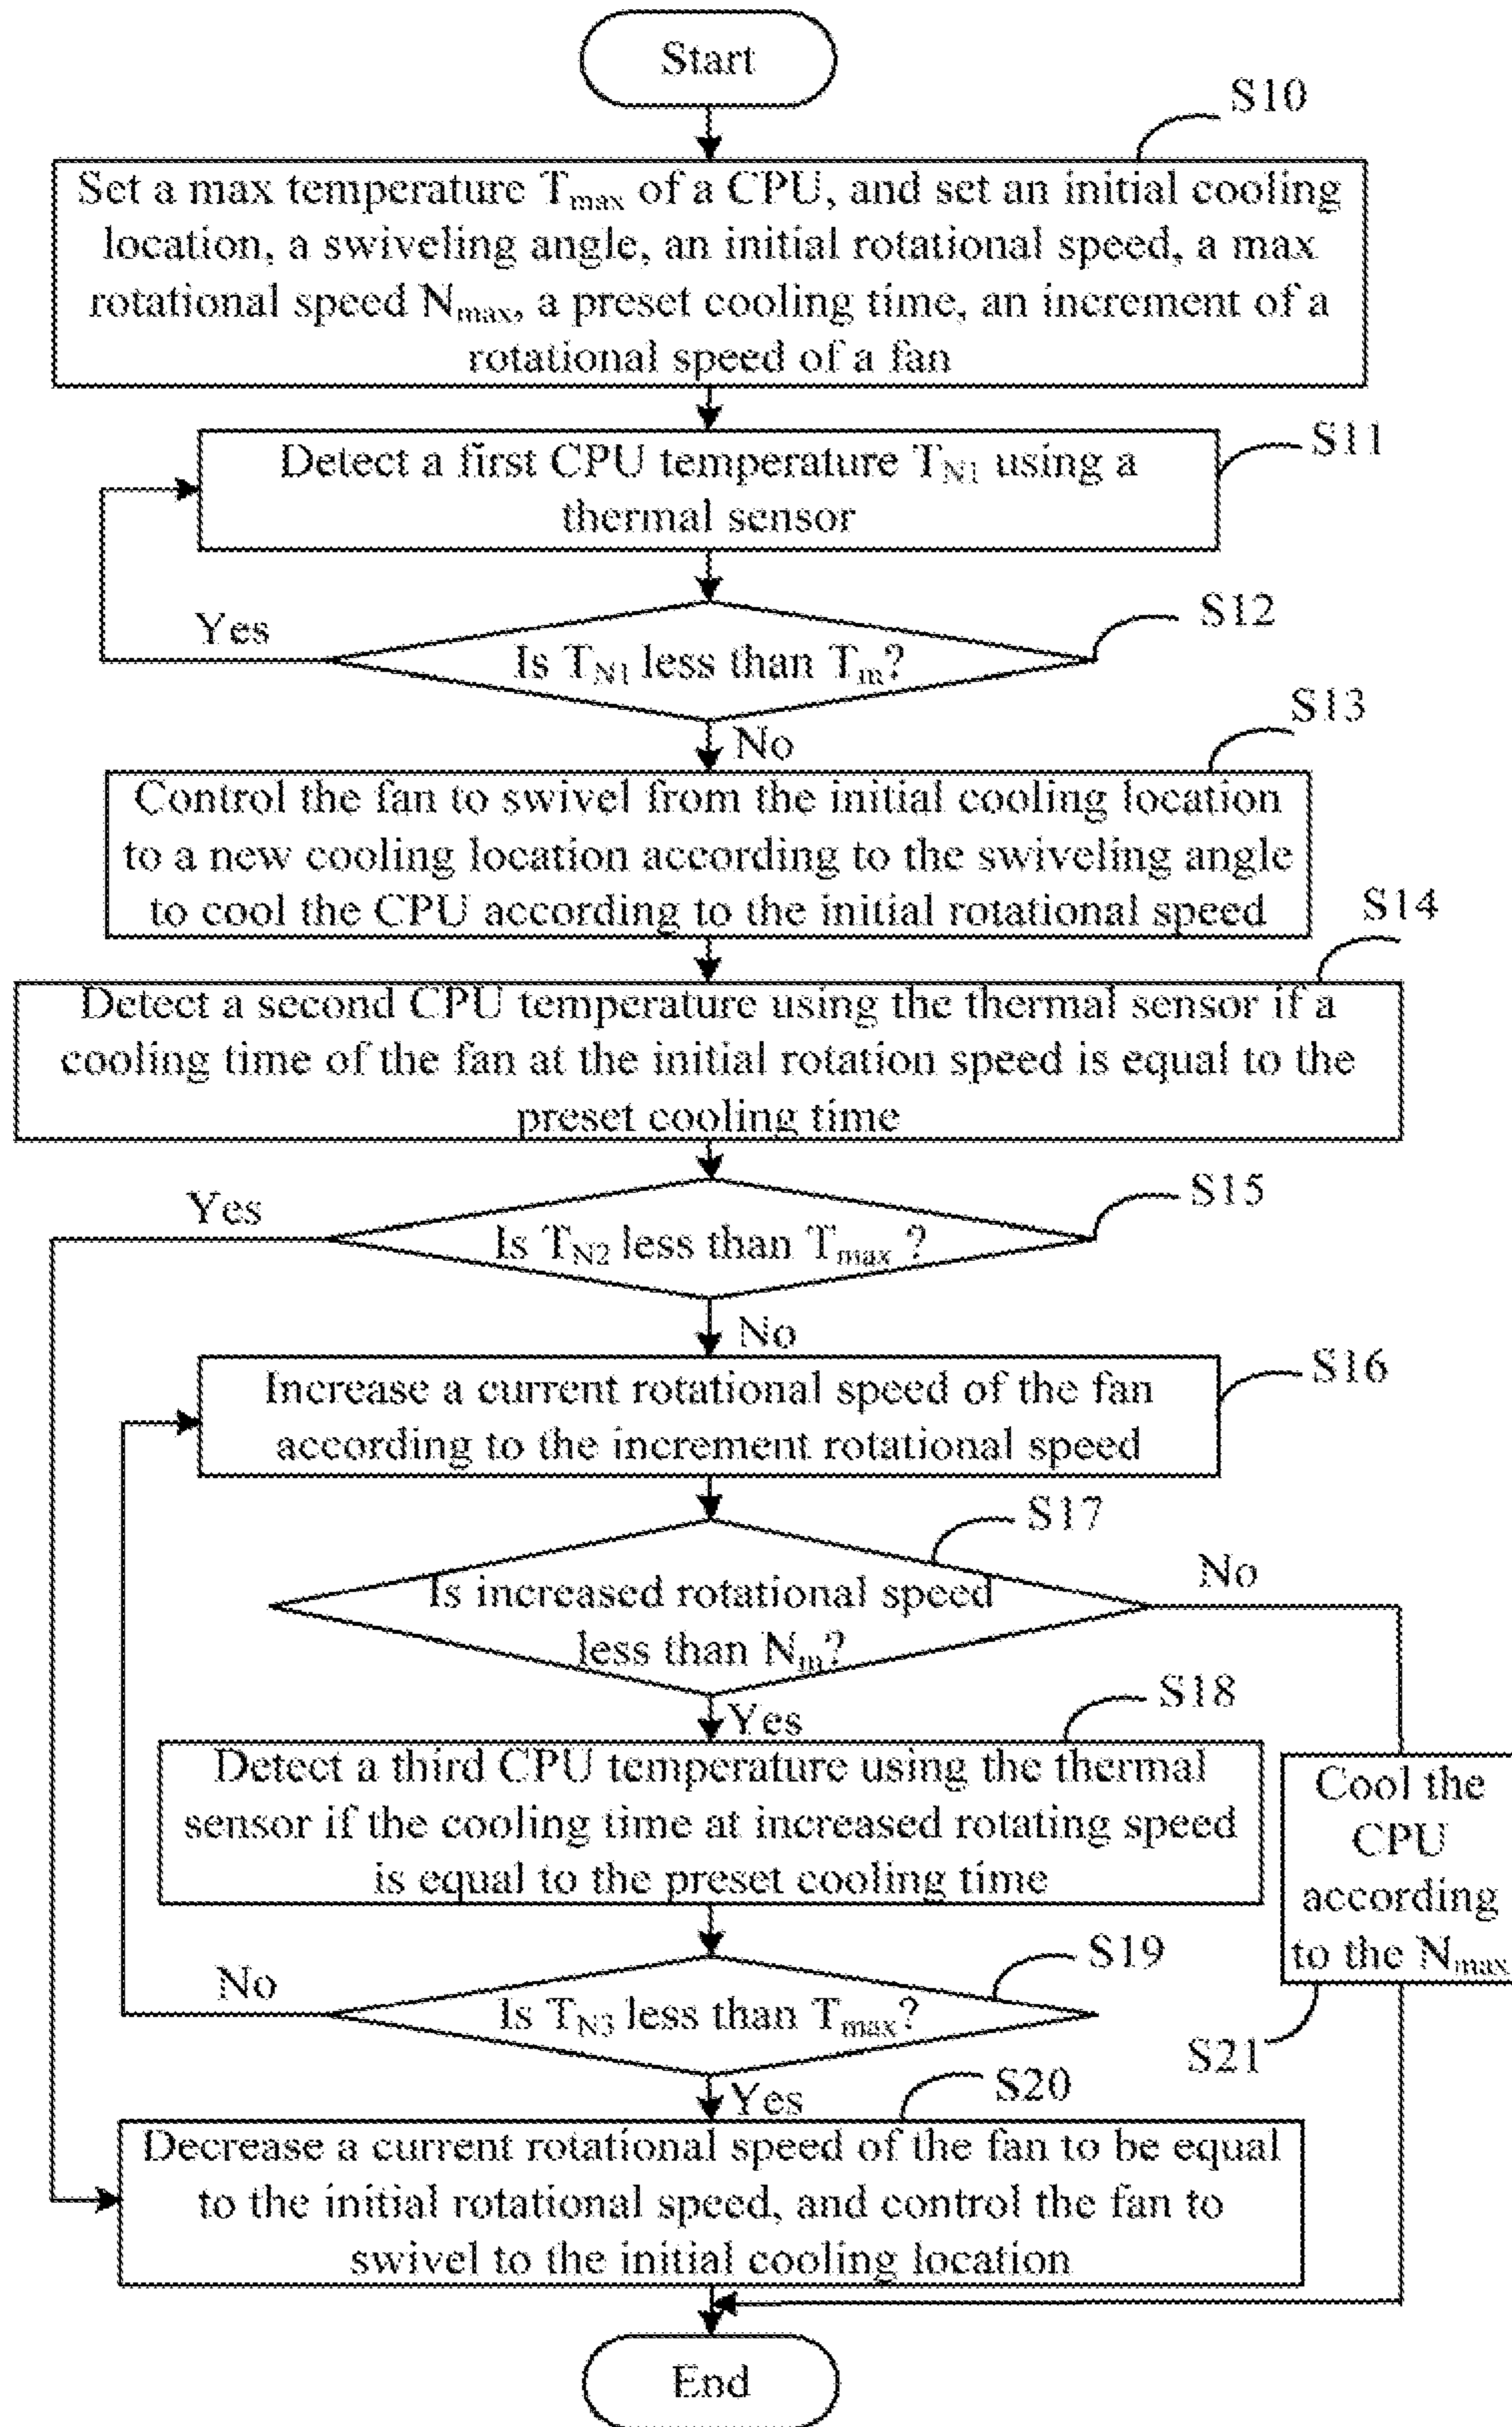 Start
S10
Set a max temperature Tmax of a CPU, and set an initial cooling
location, a swiveling angle, an initial rotational speed, a max
rotational speed Nmax, a preset cooling time, an increment of a
rotational speed of a fan
S11
Detect a first CPU temperature TN1 using a
thermal sensor
S12
Yes
Is TN1 less than Tm?
No
S13
Control the fan to swivel from the initial cooling location
to a new cooling location according to the swiveling angle
to cool the CPU according to the initial rotational speed
S14
Detect a second CPU temperature using the thermal sensor if a
cooling time of the fan at the initial rotation speed is equal to the
preset cooling time
S15
Yes
Is TN2 less than Tmax ?
No
S16
Increase a current rotational speed of the fan
according to the increment rotational speed
S17
Is increased rotational speed
less than Nm?
No
Yes
S18
Detect a third CPU temperature using the thermal
sensor if the cooling time at increased rotating speed
is equal to the preset cooling time
Cool the
CPU
according
to the Nmax
S21
S19
No
Is TN3 less than Tmax?
Yes
S20
Decrease a current rotational speed of the fan to be equal
to the initial rotational speed, and control the fan to
swivel to the initial cooling location
End